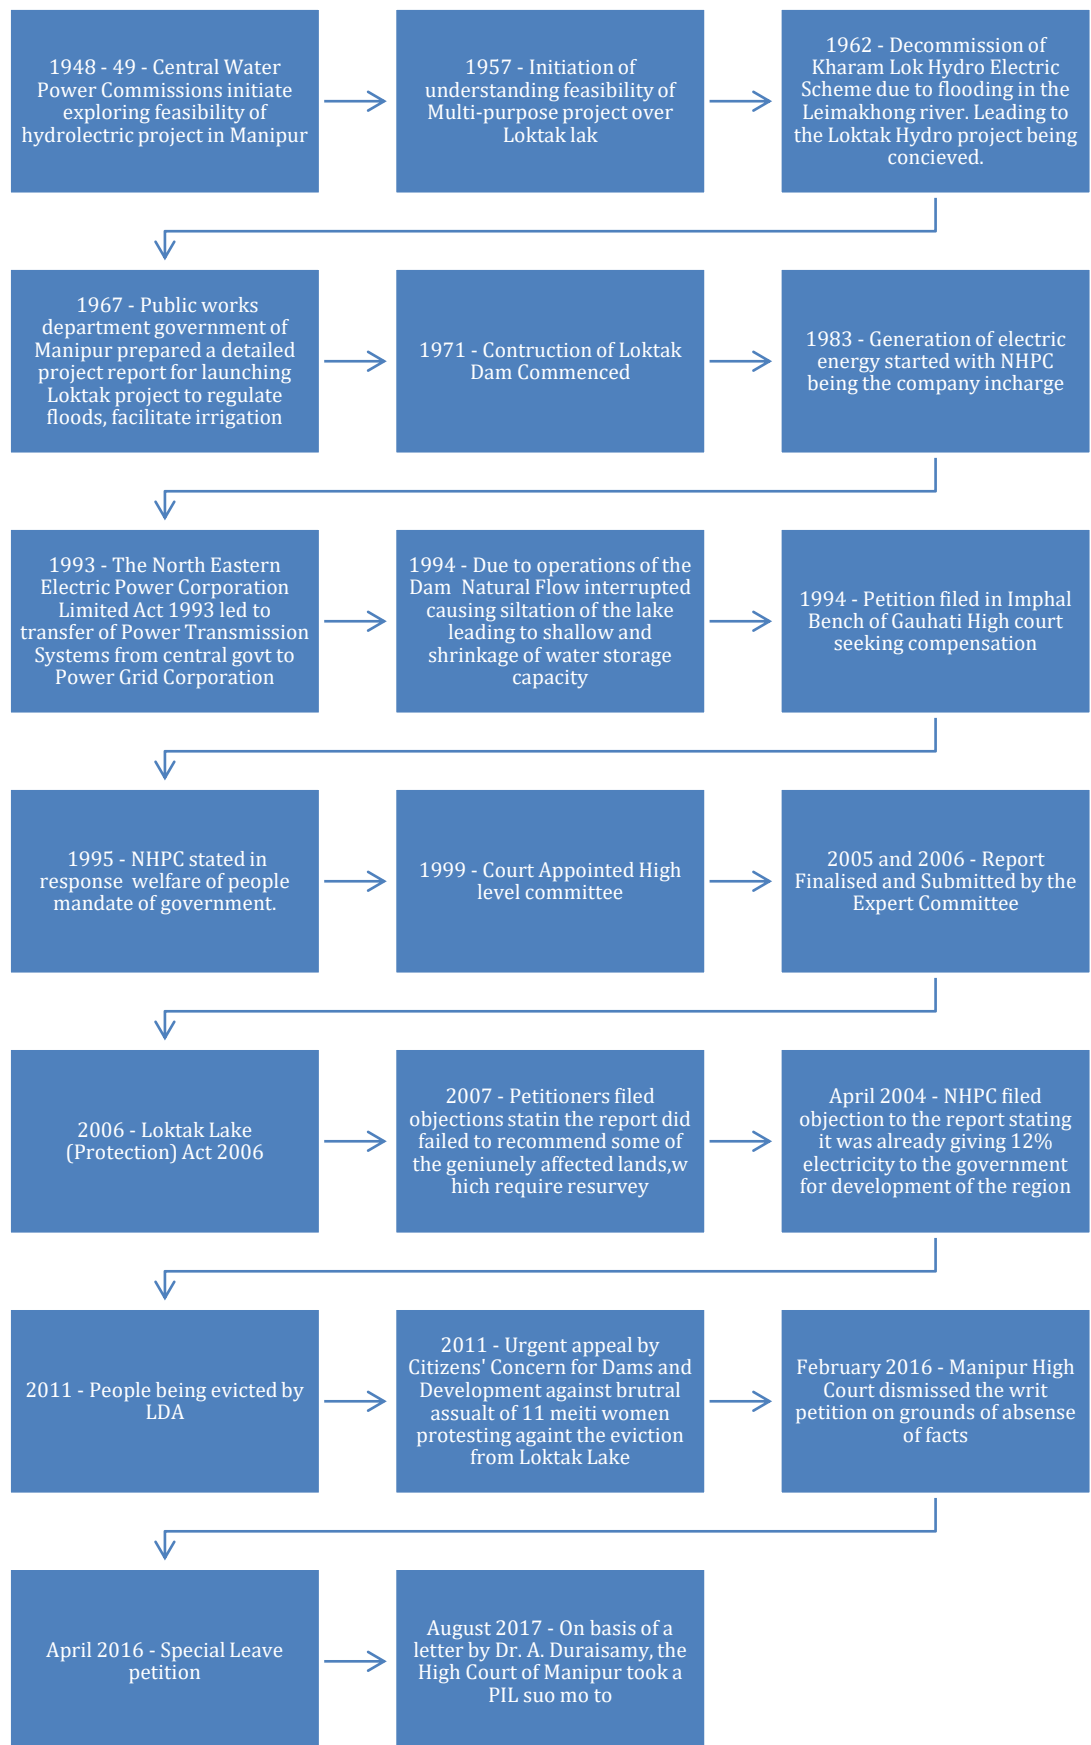 1948 - 49 - Central Water
Power Commissions initiate
exploring feasibility of
hydrolectric project in Manipur
1957 - Initiation of
understanding feasibility of
Multi-purpose project over
Loktak lak
1962 - Decommission of
Kharam Lok Hydro Electric
Scheme due to flooding in the
Leimakhong river. Leading to
the Loktak Hydro project being
concieved.
1967 - Public works
department government of
Manipur prepared a detailed
project report for launching
Loktak project to regulate
floods, facilitate irrigation
1971 - Contruction of Loktak
Dam Commenced
1983 - Generation of electric
energy started with NHPC
being the company incharge
1993 - The North Eastern
Electric Power Corporation
Limited Act 1993 led to
transfer of Power Transmission
Systems from central govt to
Power Grid Corporation
1994 - Due to operations of the
Dam Natural Flow interrupted
causing siltation of the lake
leading to shallow and
shrinkage of water storage
capacity
1994 - Petition filed in Imphal
Bench of Gauhati High court
seeking compensation
1995 - NHPC stated in
response welfare of people
mandate of government.
1999 - Court Appointed High
level committee
2005 and 2006 - Report
Finalised and Submitted by the
Expert Committee
2006 - Loktak Lake
(Protection) Act 2006
2007 - Petitioners filed
objections statin the report did
failed to recommend some of
the geniunely affected lands,w
hich require resurvey
April 2004 - NHPC filed
objection to the report stating
it was already giving 12%
electricity to the government
for development of the region
2011 - People being evicted by
LDA
2011 - Urgent appeal by
Citizens' Concern for Dams and
Development against brutral
assualt of 11 meiti women
protesting againt the eviction
from Loktak Lake
February 2016 - Manipur High
Court dismissed the writ
petition on grounds of absense
of facts
April 2016 - Special Leave
petition
August 2017 - On basis of a
letter by Dr. A. Duraisamy, the
High Court of Manipur took a
PIL suo mo to